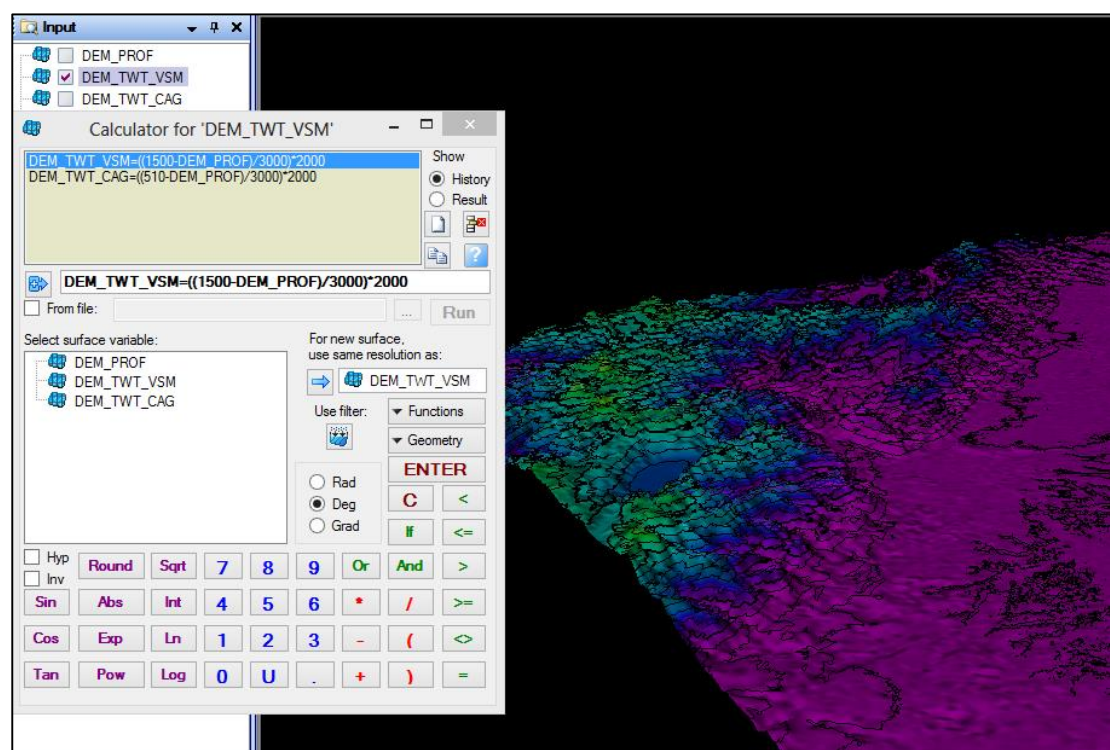 Input
DEM_PROF
DEM_TWT_VSM
DEM_TWT_CAG
Calculator for 'DEM_TWT_VSM'
DEM_TWT_VSM=((1500-DEM_PROF)/3000)*2000
DEM_TWT_CAG=((510-DEM_PROF)/3000)*2000
Show
History
Result
?
DEM_TWT_VSM=((1500-DEM_PROF)/3000)*2000
From file:
...
Run
Select surface variable:
DEM_PROF
DEM_TWT_VSM
DEM_TWT_CAG
For new surface,
use same resolution as:
DEM_TWT_VSM
Use filter:
Functions
Geometry
Rad
Deg
Grad
ENTER
C <
If <=
Hyp
Inv
Round Sqrt 7 8 9 Or And >
Sin Abs Int 4 5 6 * / >=
Cos Exp Ln 1 2 3 - ( <>
Tan Pow Log 0 U . + ) =